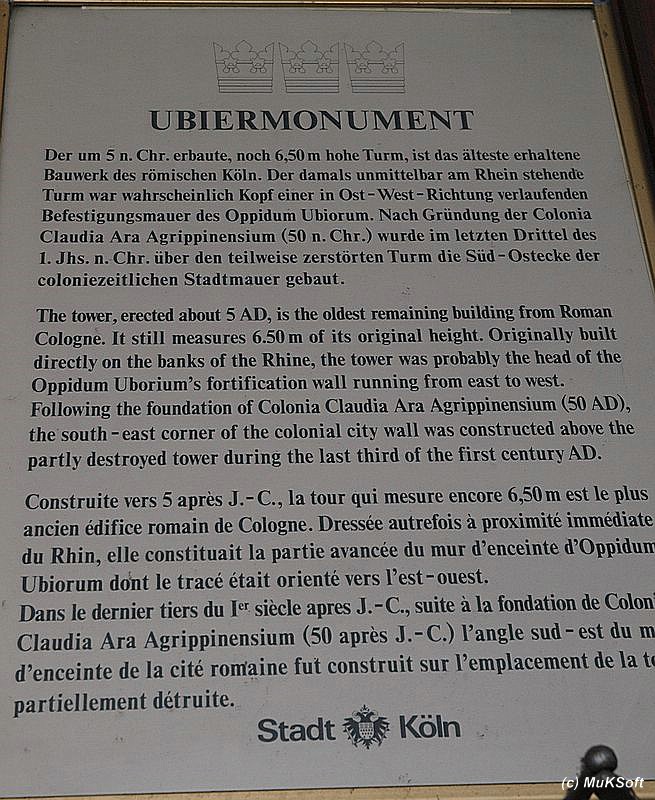 UBIERMONUMENT
Der um 5 n. Chr. erbaute, noch 6,50 m hohe Turm, ist das älteste erhaltene
Bauwerk des römischen Köln. Der damals unmittelbar am Rhein stehende
Turm war wahrscheinlich Kopf einer in Ost-West-Richtung verlaufenden
Befestigungsmauer des Oppidum Ubiorum. Nach Gründung der Colonia
Claudia Ara Agrippinensium (50 n. Chr.) wurde im letzten Drittel des
1. Jhs. n. Chr. über den teilweise zerstörten Turm die Süd-Ostecke der
coloniezeitlichen Stadtmauer gebaut.
The tower, erected about 5 AD, is the oldest remaining building from Roman
Cologne. It still measures 6.50 m of its original height. Originally built
directly on the banks of the Rhine, the tower was probably the head of the
Oppidum Uborium's fortification wall running from east to west.
Following the foundation of Colonia Claudia Ara Agrippinensium (50 AD),
the south-east corner of the colonial city wall was constructed above the
partly destroyed tower during the last third of the first century AD.
Construite vers 5 après J.-C., la tour qui mesure encore 6,50 m est le plus
ancien édifice romain de Cologne. Dressée autrefois à proximité immédiate
du Rhin, elle constituait la partie avancée du mur d'enceinte d'Oppidum
Ubiorum dont le tracé était orienté vers l'est-ouest.
Dans le dernier tiers du Ier siècle apres J.-C., suite à la fondation de Coloni
Claudia Ara Agrippinensium (50 après J.-C.) l'angle sud-est du m
d'enceinte de la cité romaine fut construit sur l'emplacement de la to
partiellement détruite.
Stadt Köln
(c) MuKSoft